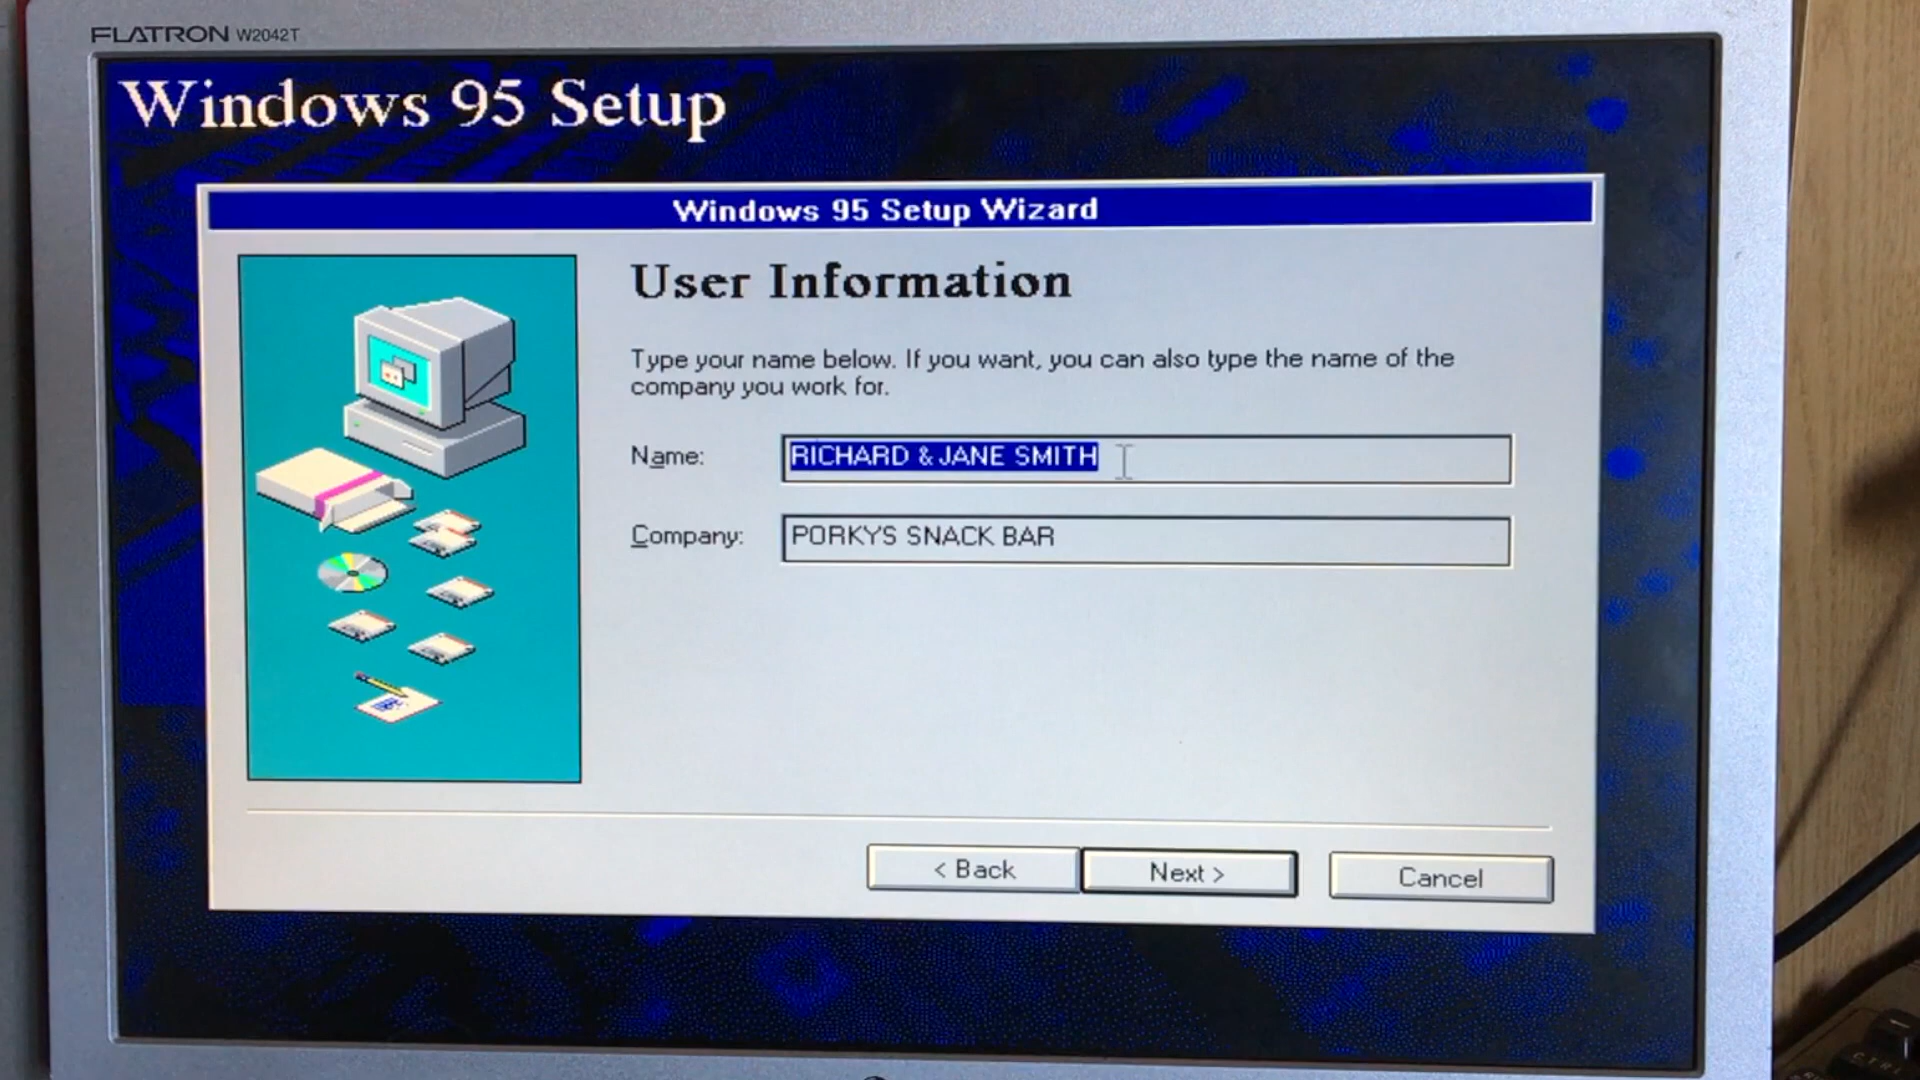 FLATRON W2042T
Windows 95 Setup
Windows 95 Setup Wizard
User Information
Type your name below. If you want, you can also type the name of the
company you work for.
Name: RICHARD & JANE SMITH
Company: PORKYS SNACK BAR
< Back Next > Cancel
CTRL